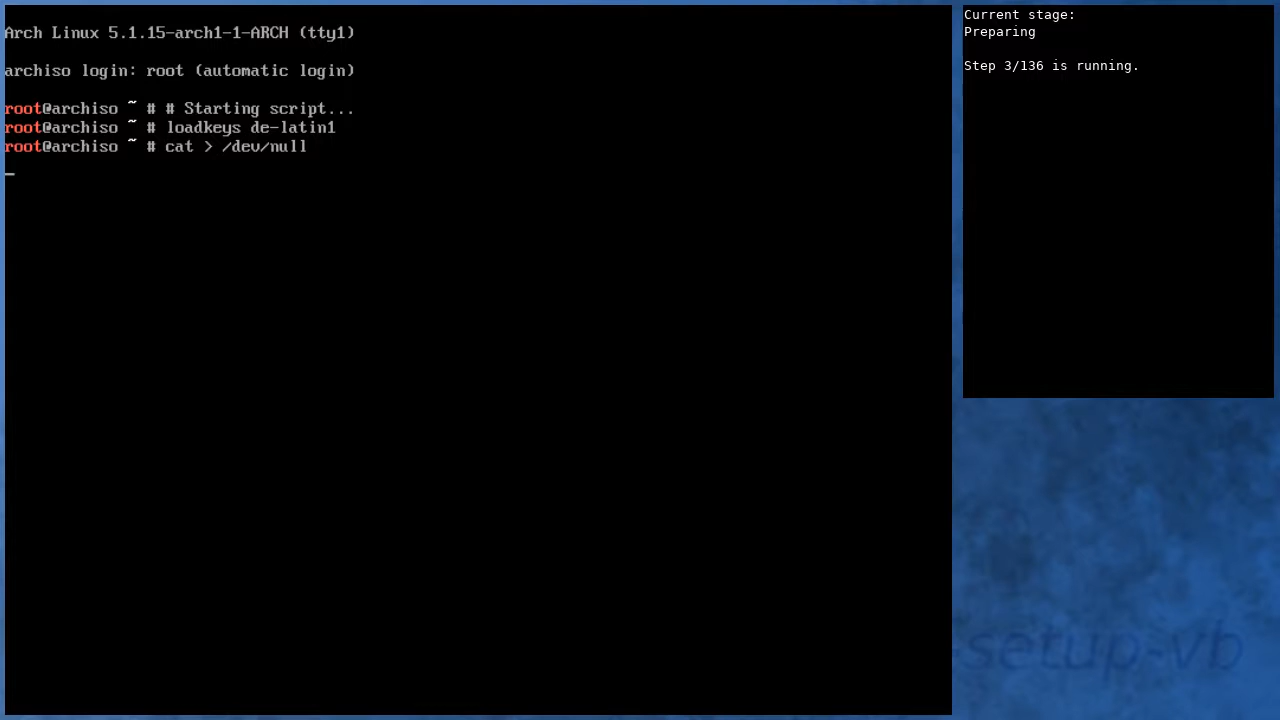 Arch Linux 5.1.15-arch1-1-ARCH (tty1)
archiso login: root (automatic login)
root@archiso ~ # # Starting script...
root@archiso ~ # loadkeys de-latin1
root@archiso ~ # cat > /dev/null
Current stage:
Preparing
Step 3/136 is running.
-setup-vb